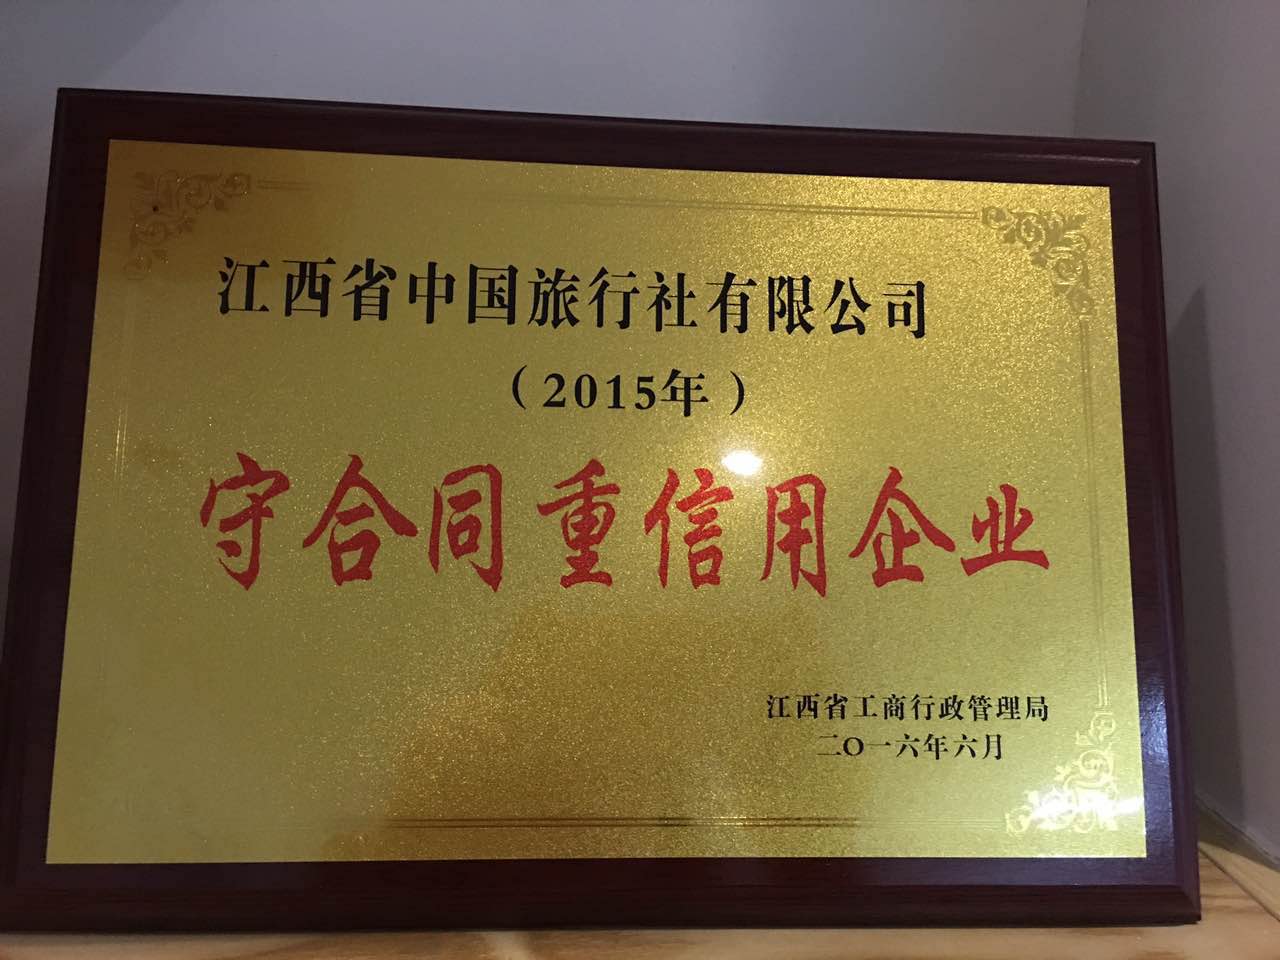 江西省中国旅行社有限公司
（2015年）
守合同重信用企业
江西省工商行政管理局
二〇一六年六月